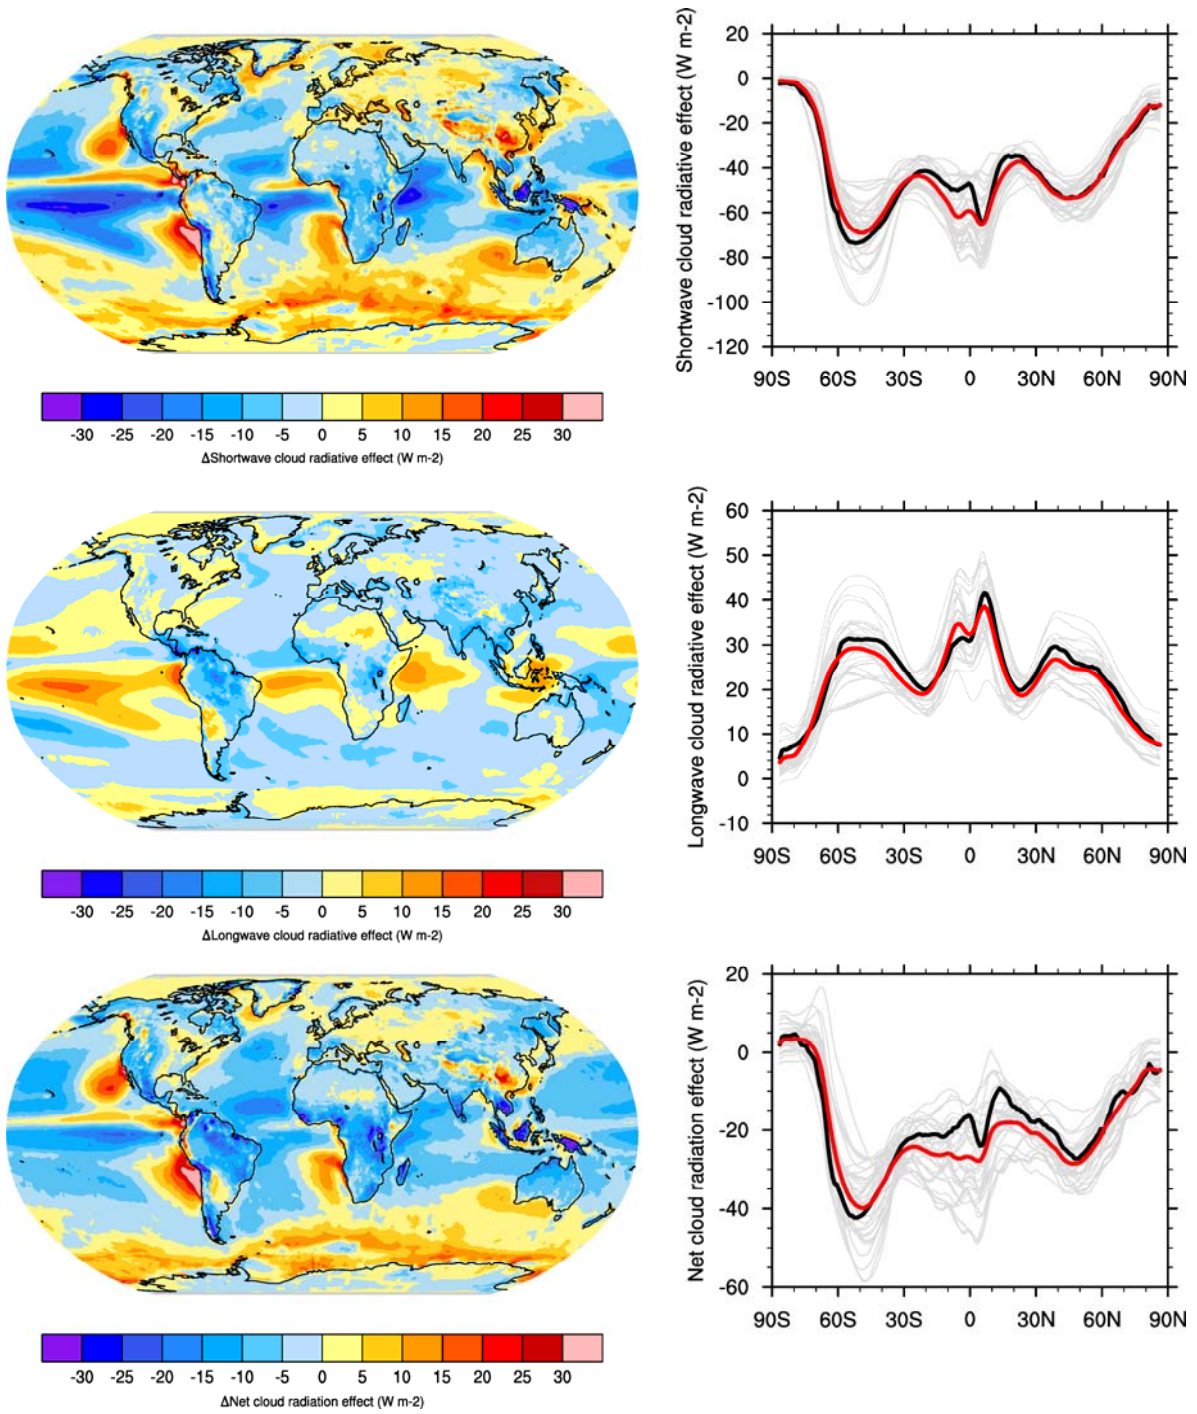 20
0
-20
-40
-60
-80
-100
-120
Shortwave cloud radiative effect (W m-2)
90S 60S 30S 0 30N 60N 90N
-30 -25 -20 -15 -10 -5 0 5 10 15 20 25 30
ΔShortwave cloud radiative effect (W m-2)
60
50
40
30
20
10
0
-10
Longwave cloud radiative effect (W m-2)
90S 60S 30S 0 30N 60N 90N
-30 -25 -20 -15 -10 -5 0 5 10 15 20 25 30
ΔLongwave cloud radiative effect (W m-2)
20
0
-20
-40
-60
Net cloud radiation effect (W m-2)
90S 60S 30S 0 30N 60N 90N
-30 -25 -20 -15 -10 -5 0 5 10 15 20 25 30
ΔNet cloud radiation effect (W m-2)